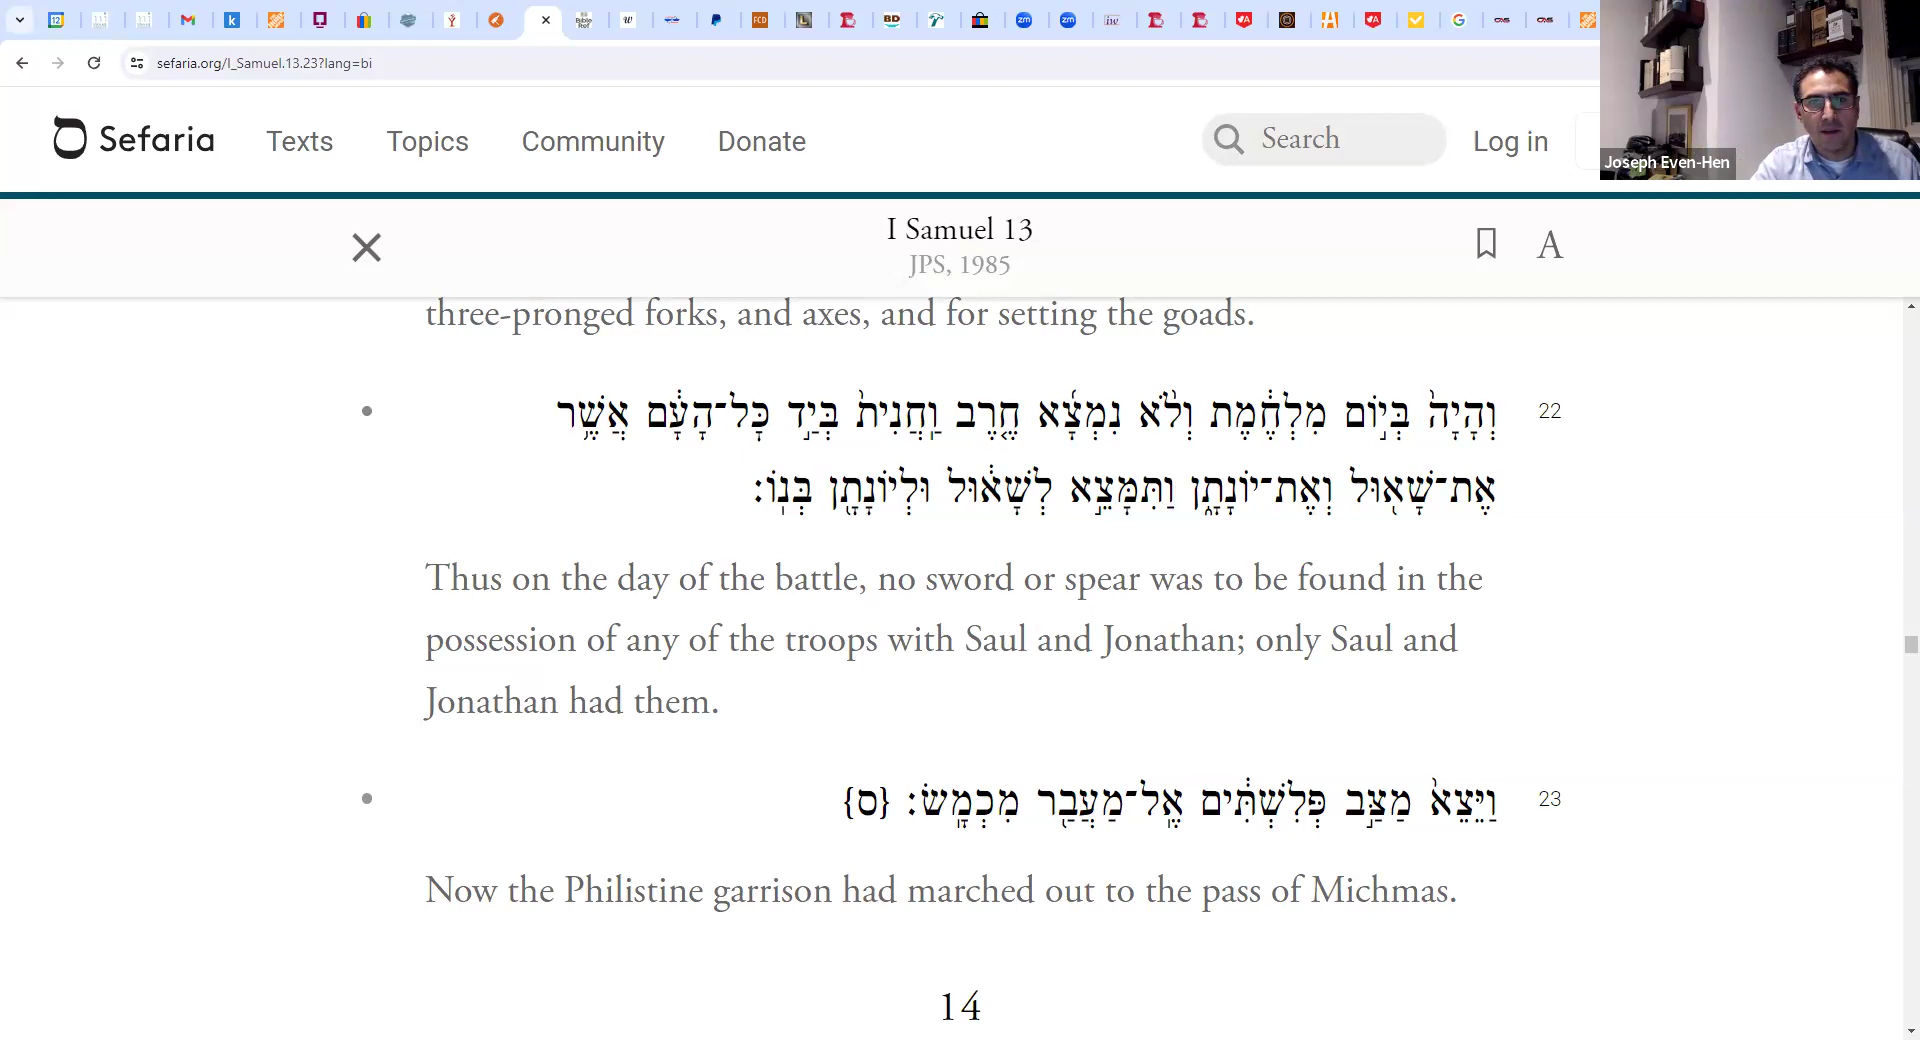 sefaria.org/I_Samuel.13.23?lang=bi
Sefaria Texts Topics Community Donate Search Log in
Joseph Even-Hen
I Samuel 13
A
JPS, 1985
three-pronged forks, and axes, and for setting the goads.
22 וְהָיָה֙ בְּי֣וֹם מִלְחֶ֔מֶת וְלֹ֨א נִמְצָ֜א חֶ֤רֶב וַֽחֲנִית֙ בְּיַ֣ד כׇּל־הָעָ֔ם אֲשֶׁ֥ר
אֶת־שָׁא֖וּל וְאֶת־יוֹנָתָ֑ן וַתִּמָּצֵ֣א לְשָׁא֔וּל וּלְיוֹנָתָ֖ן בְּנֽוֹ׃
Thus on the day of the battle, no sword or spear was to be found in the
possession of any of the troops with Saul and Jonathan; only Saul and
Jonathan had them.
23 וַיֵּצֵא֙ מַצַּ֣ב פְּלִשְׁתִּ֔ים אֶֽל־מַעֲבַ֖ר מִכְמָֽשׂ׃ {ס}
Now the Philistine garrison had marched out to the pass of Michmas.
14